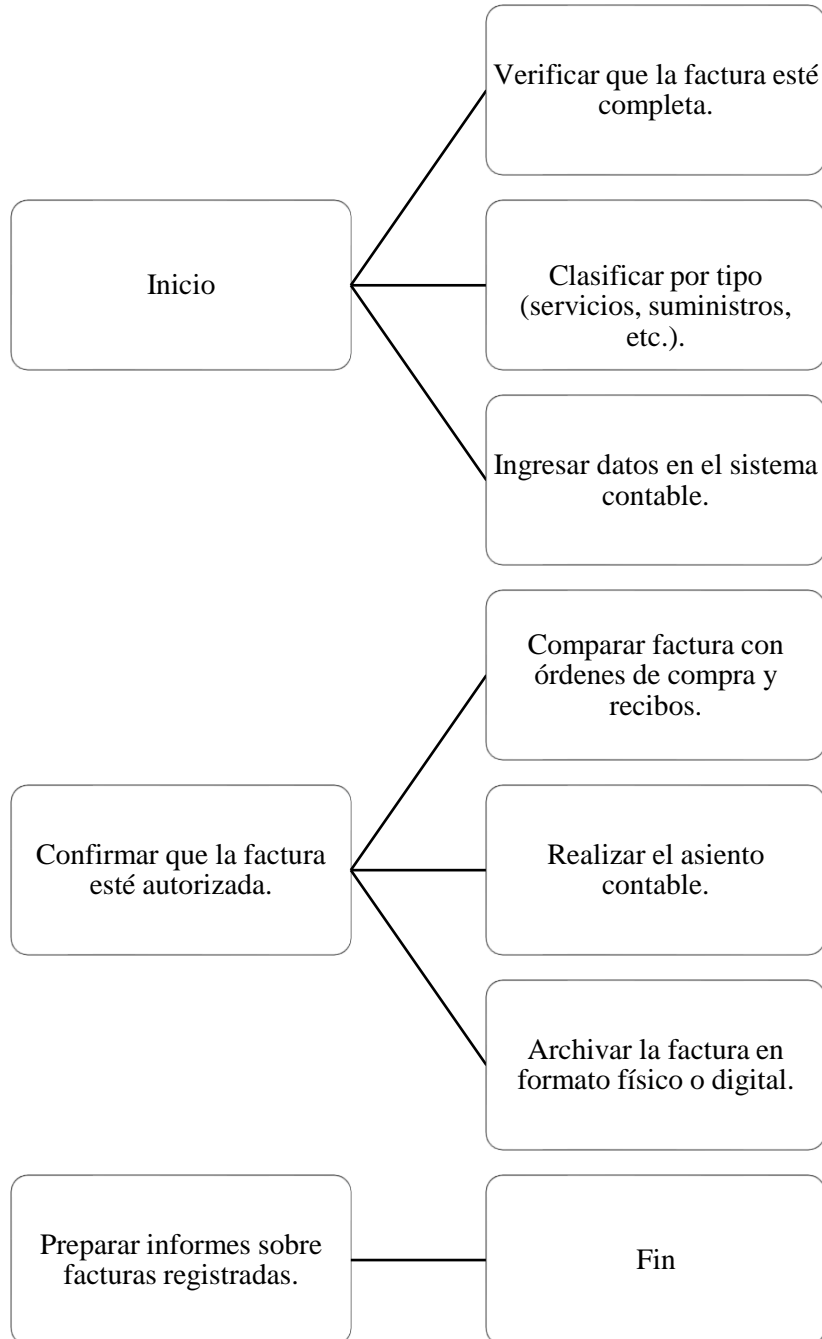 Inicio
Verificar que la factura esté
completa.
Clasificar por tipo
(servicios, suministros,
etc.).
Ingresar datos en el sistema
contable.
Confirmar que la factura
esté autorizada.
Comparar factura con
órdenes de compra y
recibos.
Realizar el asiento
contable.
Archivar la factura en
formato físico o digital.
Preparar informes sobre
facturas registradas.
Fin